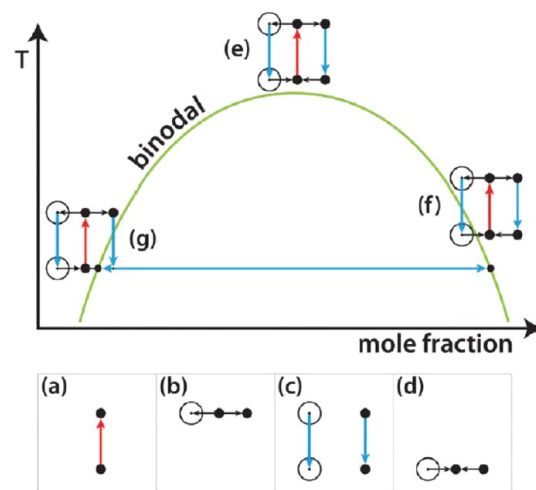 T
(e)
binodal
(f)
(g)
mole fraction
(a) (b) (c) (d)